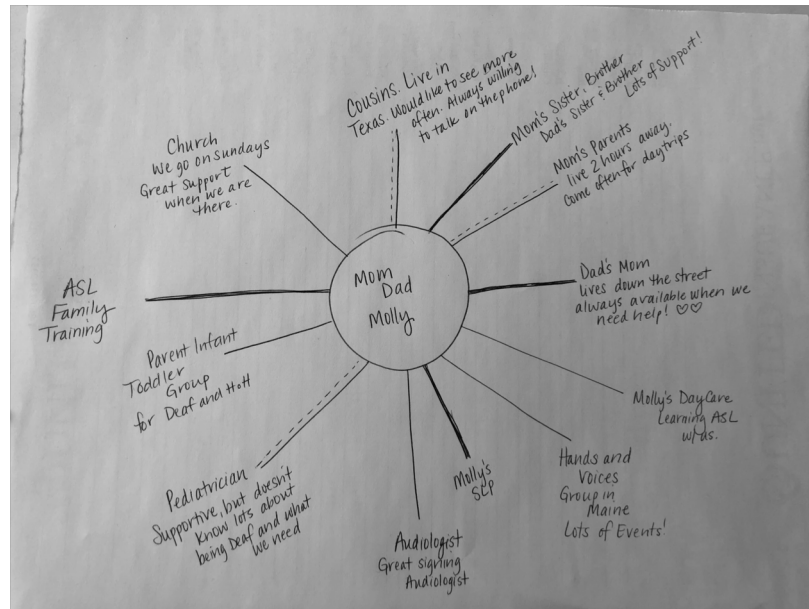 Mom
Dad
Molly
Cousins. Live in
Texas. Would like to see more
often. Always willing
to talk on the phone!
Mom's Sister, Brother
Dad's Sister & Brother
Lots of Support!
Mom's Parents
live 2 hours away.
Come often for daytrips
Dad's Mom
lives down the street
always available when we
need help! ♡♡
Molly's DayCare
Learning ASL
w/us.
Hands and
Voices
Group in
Maine
Lots of Events!
Molly's
SLP
Audiologist
Great signing
Audiologist
Pediatrician
Supportive, but doesn't
know lots about
being Deaf and what
we need
Parent Infant
Toddler
Group
for Deaf and HoH
ASL
Family
Training
Church
We go on Sundays
Great Support
when we are
there.